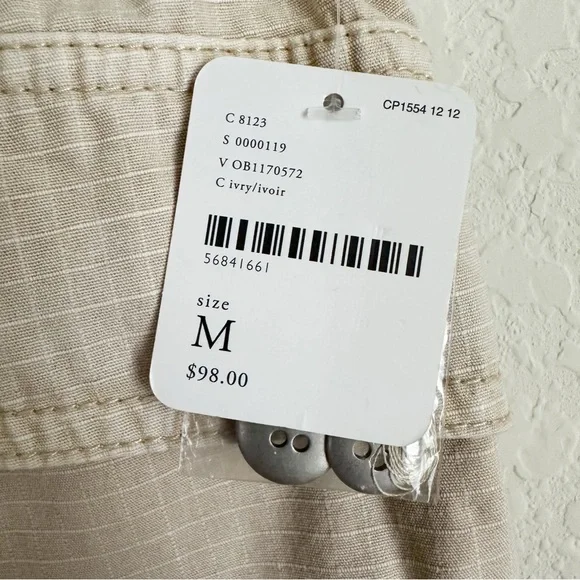 CP1554 12 12
C 8123
S 0000119
V OB1170572
C ivry/ivoir
56841661
size
M
$98.00